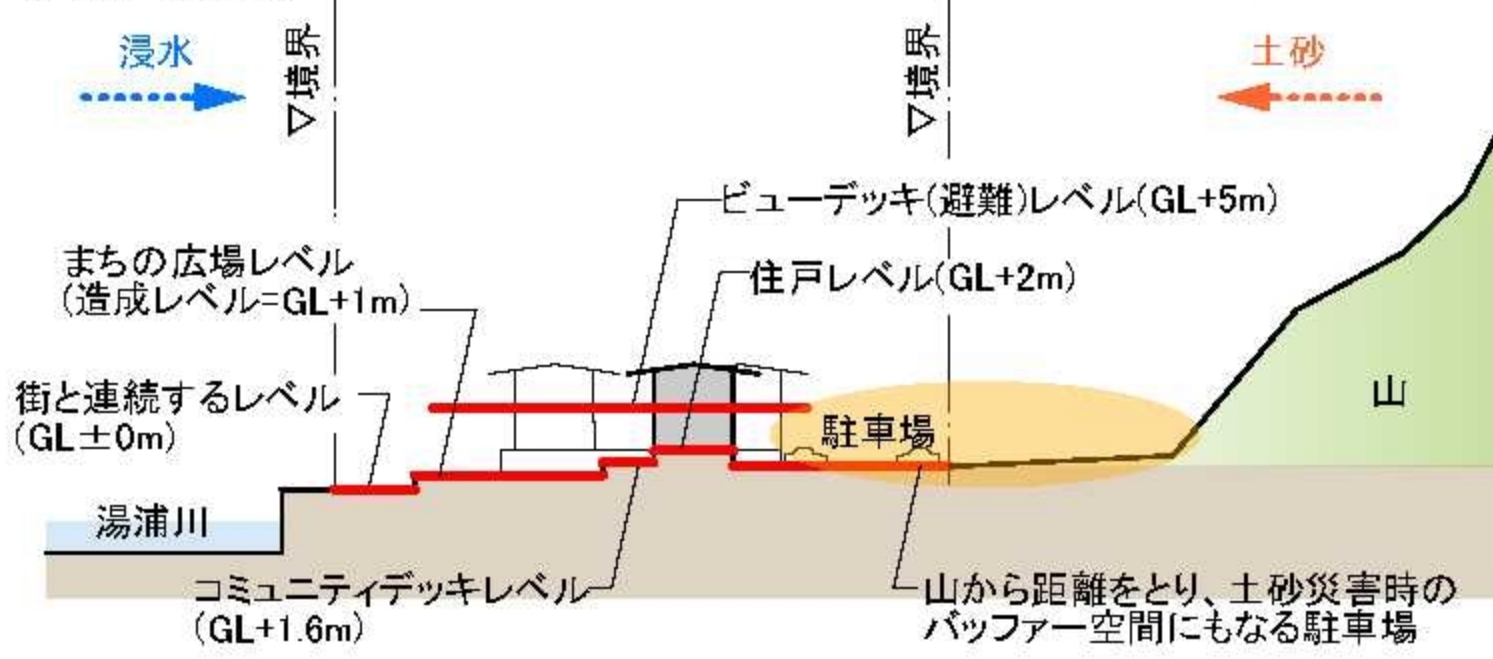 浸水
▽境界
▽境界
土砂
ビューデッキ(避難)レベル(GL+5m)
まちの広場レベル
(造成レベル=GL+1m)
住戸レベル(GL+2m)
街と連続するレベル
(GL±0m)
駐車場
山
湯浦川
コミュニティデッキレベル
(GL+1.6m)
山から距離をとり、土砂災害時の
バッファー空間にもなる駐車場